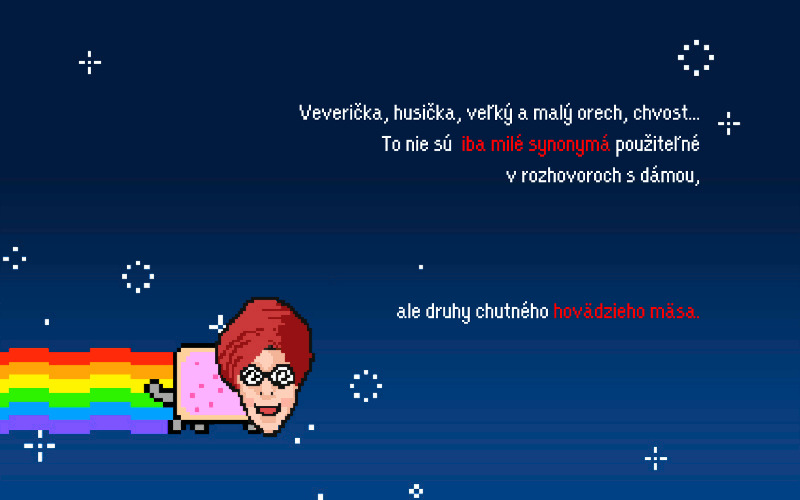 Veverička, husička, veľký a malý orech, chvost...
To nie sú iba milé synonymá použiteľné
v rozhovoroch s dámou,
ale druhy chutného hovädzieho mäsa.